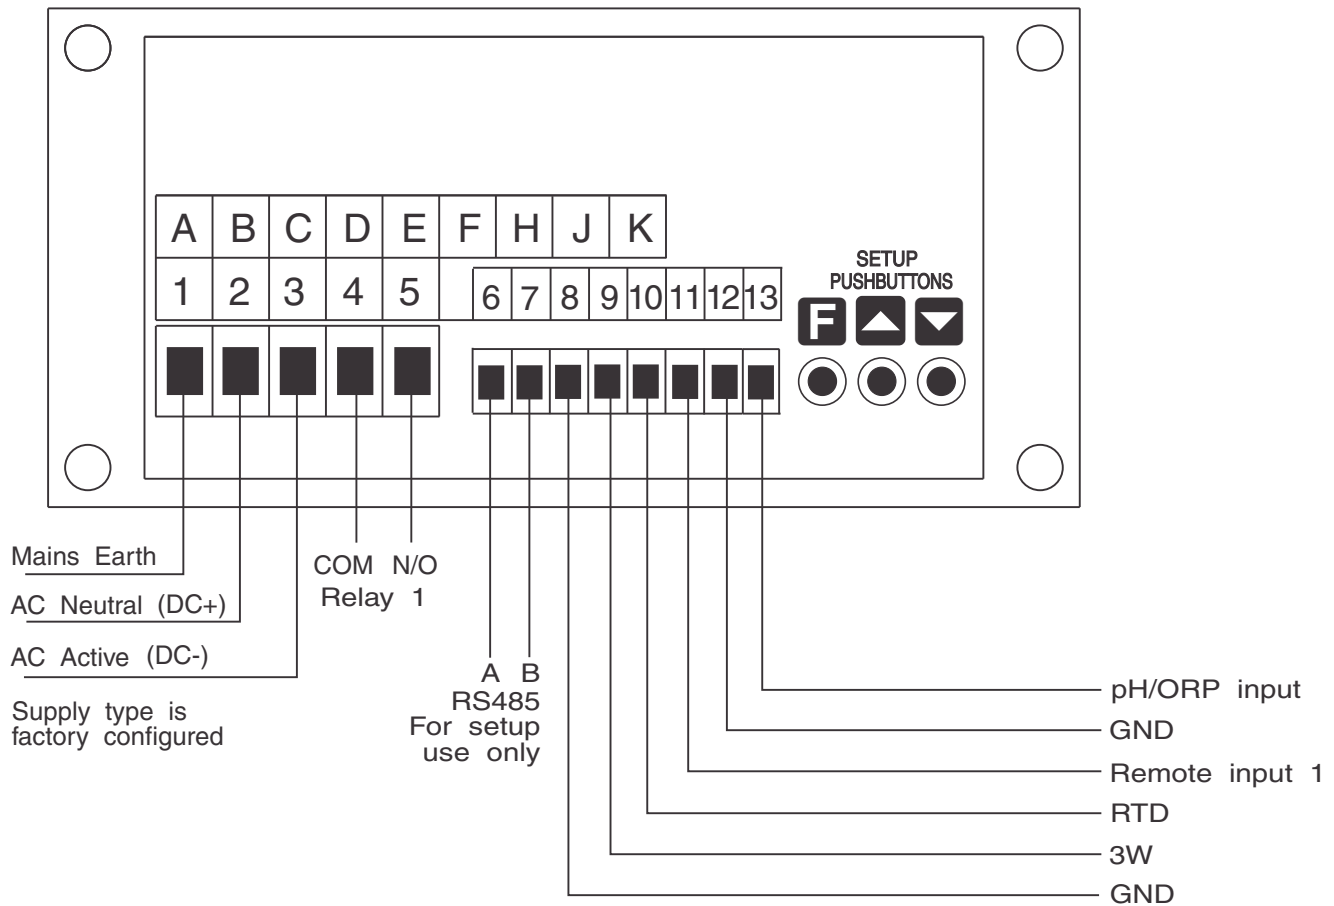 A B C D E F H J K
1 2 3 4 5 6 7 8 9 10 11 12 13
SETUP
PUSHBUTTONS
F
Mains Earth
AC Neutral (DC+)
AC Active (DC-)
Supply type is
factory configured
COM N/O
Relay 1
A B
RS485
For setup
use only
pH/ORP input
GND
Remote input 1
RTD
3W
GND